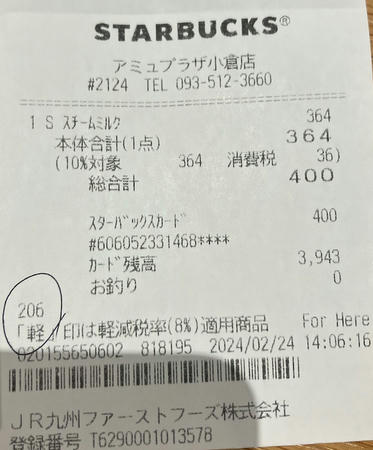 STARBUCKS®
アミュプラザ小倉店
#2124 TEL 093-512-3660
1 S スチームミルク 364
本体合計(1点) 364
(10%対象 364 消費税 36)
総合計 400
スターバックスカード 400
#606052331468****
カード残高 3,943
お釣り 0
206
「軽」印は軽減税率(8%)適用商品 For Here
020155650602 818195 2024/02/24 14:06:16
JR九州ファーストフーズ株式会社
登録番号 T6290001013578